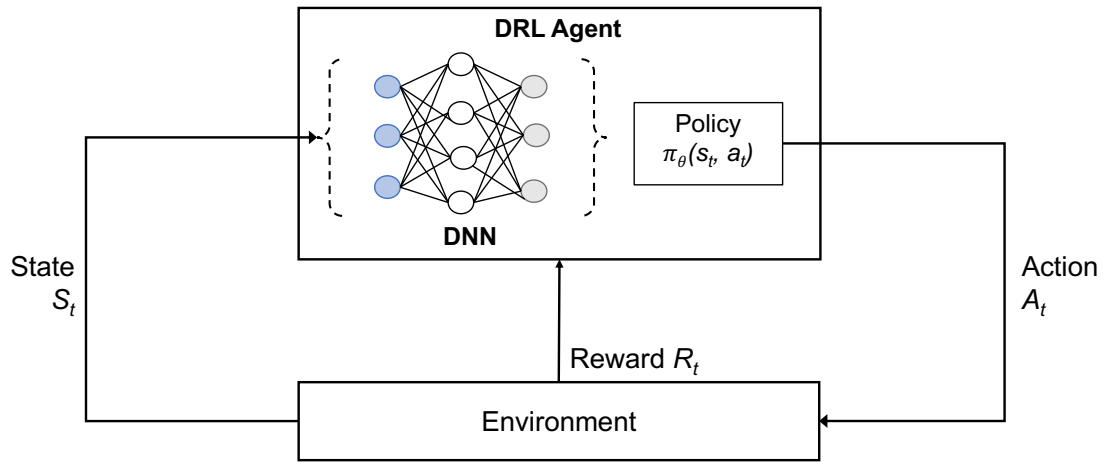 DRL Agent
Policy
πθ(st, at)
DNN
State
St
Action
At
Reward Rt
Environment